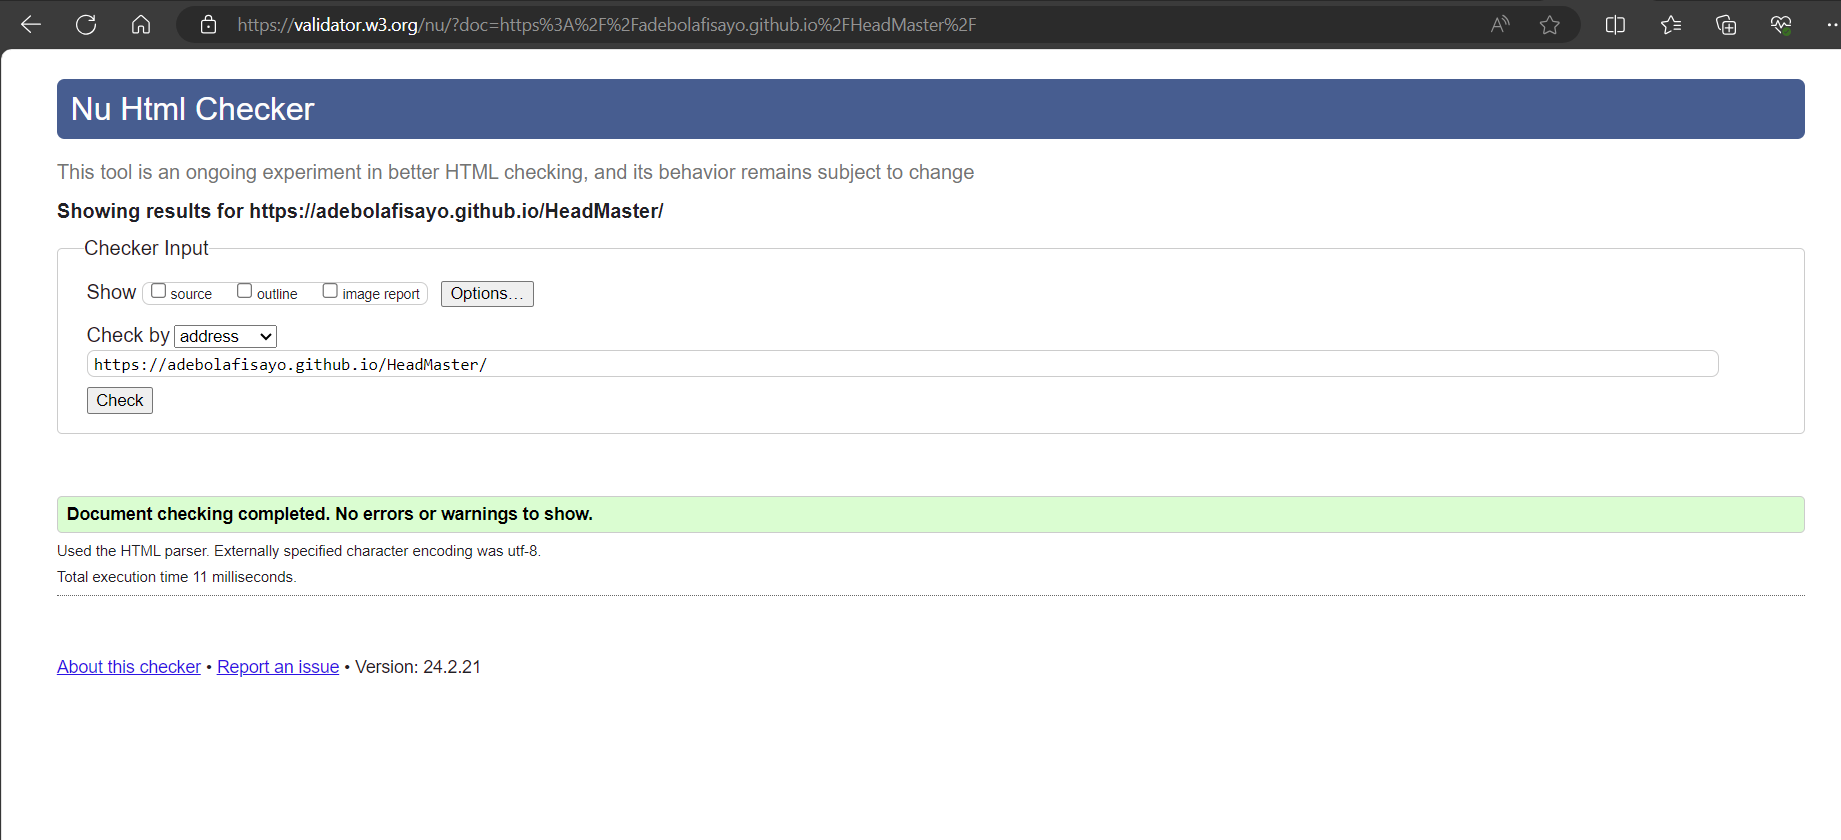 https://validator.w3.org/nu/?doc=https%3A%2F%2Fadebolafisayo.github.io%2FHeadMaster%2F
Nu Html Checker
This tool is an ongoing experiment in better HTML checking, and its behavior remains subject to change
Showing results for https://adebolafisayo.github.io/HeadMaster/
Checker Input
Show source outline image report Options...
Check by address
https://adebolafisayo.github.io/HeadMaster/
Check
Document checking completed. No errors or warnings to show.
Used the HTML parser. Externally specified character encoding was utf-8.
Total execution time 11 milliseconds.
About this checker • Report an issue • Version: 24.2.21